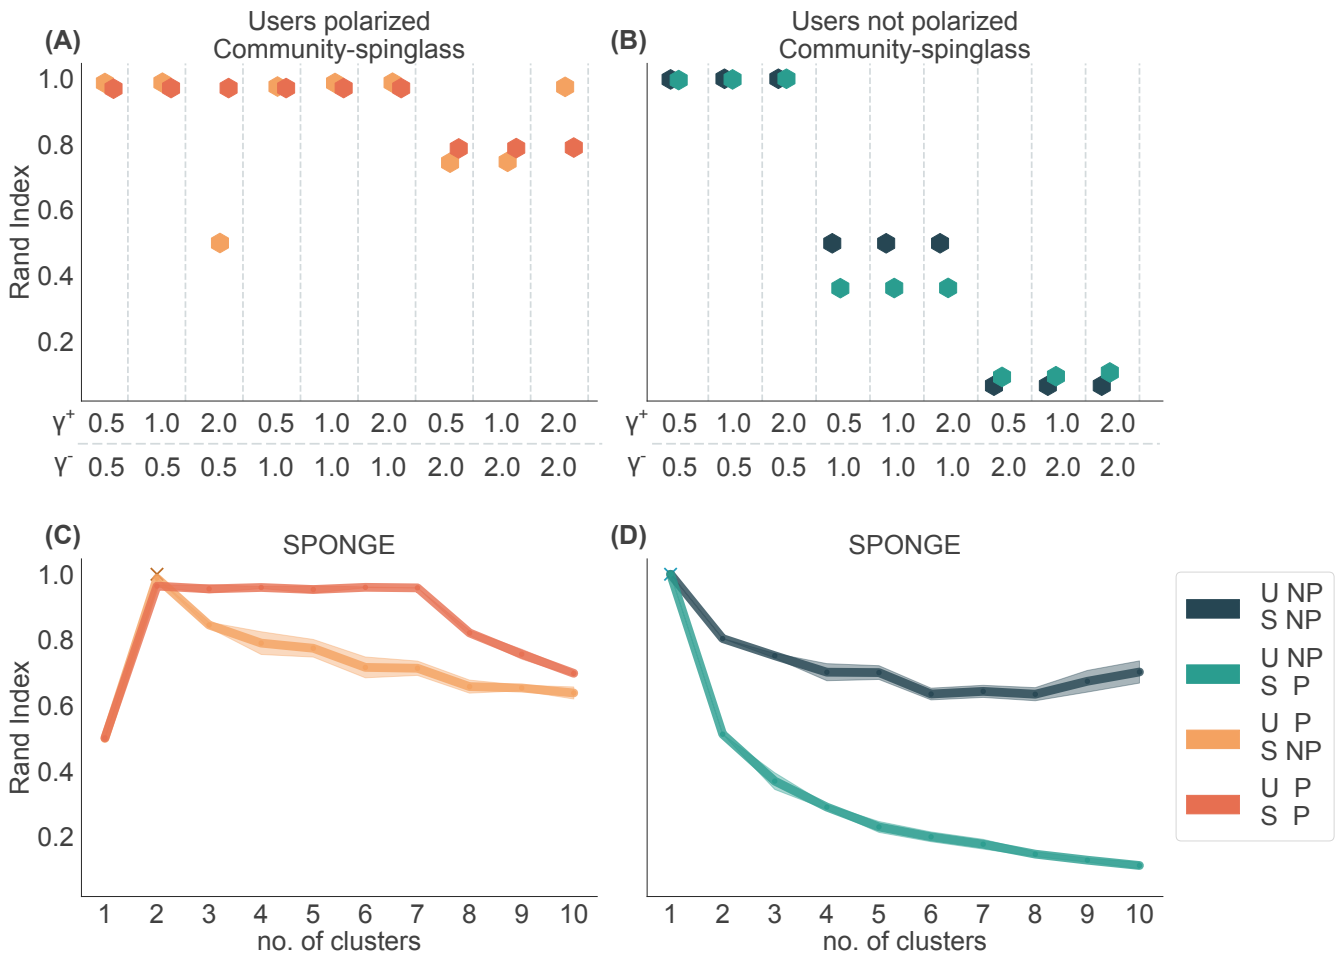 (A)
Users polarized
Community-spinglass
Rand Index
1.0
0.8
0.6
0.4
0.2
γ+ 0.5 1.0 2.0 0.5 1.0 2.0 0.5 1.0 2.0
γ- 0.5 0.5 0.5 1.0 1.0 1.0 2.0 2.0 2.0
(B)
Users not polarized
Community-spinglass
γ+ 0.5 1.0 2.0 0.5 1.0 2.0 0.5 1.0 2.0
γ- 0.5 0.5 0.5 1.0 1.0 1.0 2.0 2.0 2.0
(C)
SPONGE
Rand Index
1.0
0.8
0.6
0.4
0.2
1 2 3 4 5 6 7 8 9 10
no. of clusters
(D)
SPONGE
1 2 3 4 5 6 7 8 9 10
no. of clusters
U NP
S NP
U NP
S P
U P
S NP
U P
S P